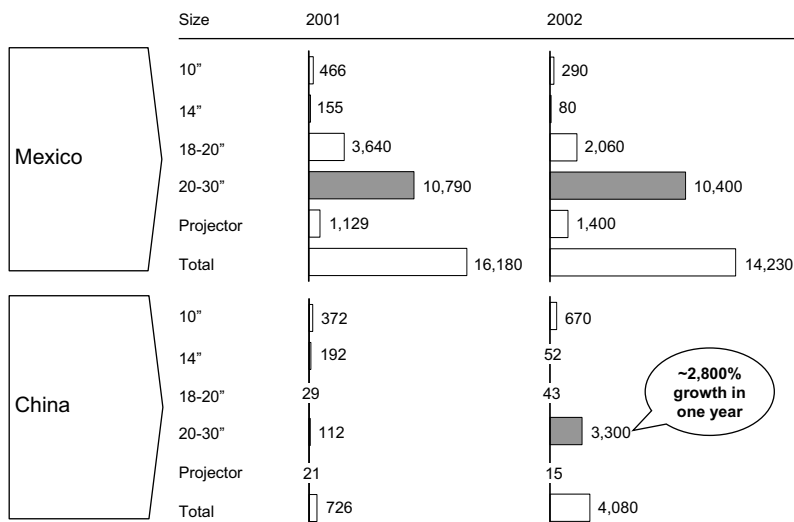 Size 2001 2002
Mexico
10” 466 290
14” 155 80
18-20” 3,640 2,060
20-30” 10,790 10,400
Projector 1,129 1,400
Total 16,180 14,230
China
10” 372 670
14” 192 52
18-20” 29 43
20-30” 112 3,300
Projector 21 15
Total 726 4,080
~2,800%
growth in
one year